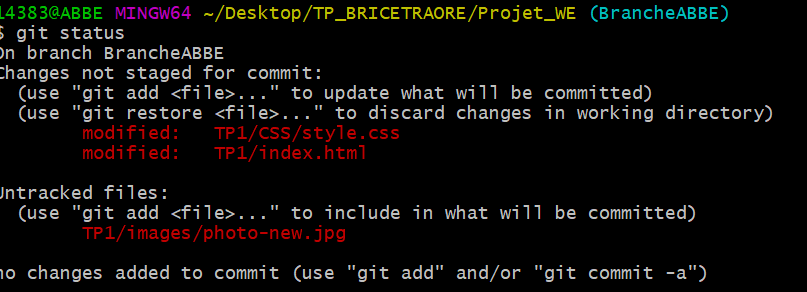 14383@ABBE MINGW64 ~/Desktop/TP_BRICETRAORE/Projet_WE (BrancheABBE)
$ git status
On branch BrancheABBE
Changes not staged for commit:
  (use "git add <file>..." to update what will be committed)
  (use "git restore <file>..." to discard changes in working directory)
        modified:   TP1/CSS/style.css
        modified:   TP1/index.html

Untracked files:
  (use "git add <file>..." to include in what will be committed)
        TP1/images/photo-new.jpg

no changes added to commit (use "git add" and/or "git commit -a")